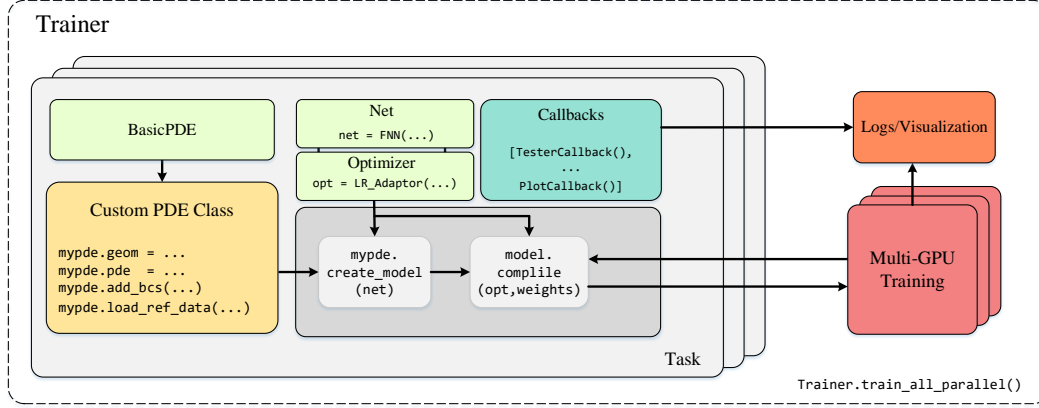 Trainer
BasicPDE
Net
net = FNN(...)
Optimizer
opt = LR_Adaptor(...)
Callbacks
[TesterCallback(),
...
PlotCallback()]
Logs/Visualization
Custom PDE Class
mypde.geom = ...
mypde.pde  = ...
mypde.add_bcs(...)
mypde.load_ref_data(...)
mypde.
create_model
(net)
model.
complile
(opt,weights)
Multi-GPU
Training
Task
Trainer.train_all_parallel()